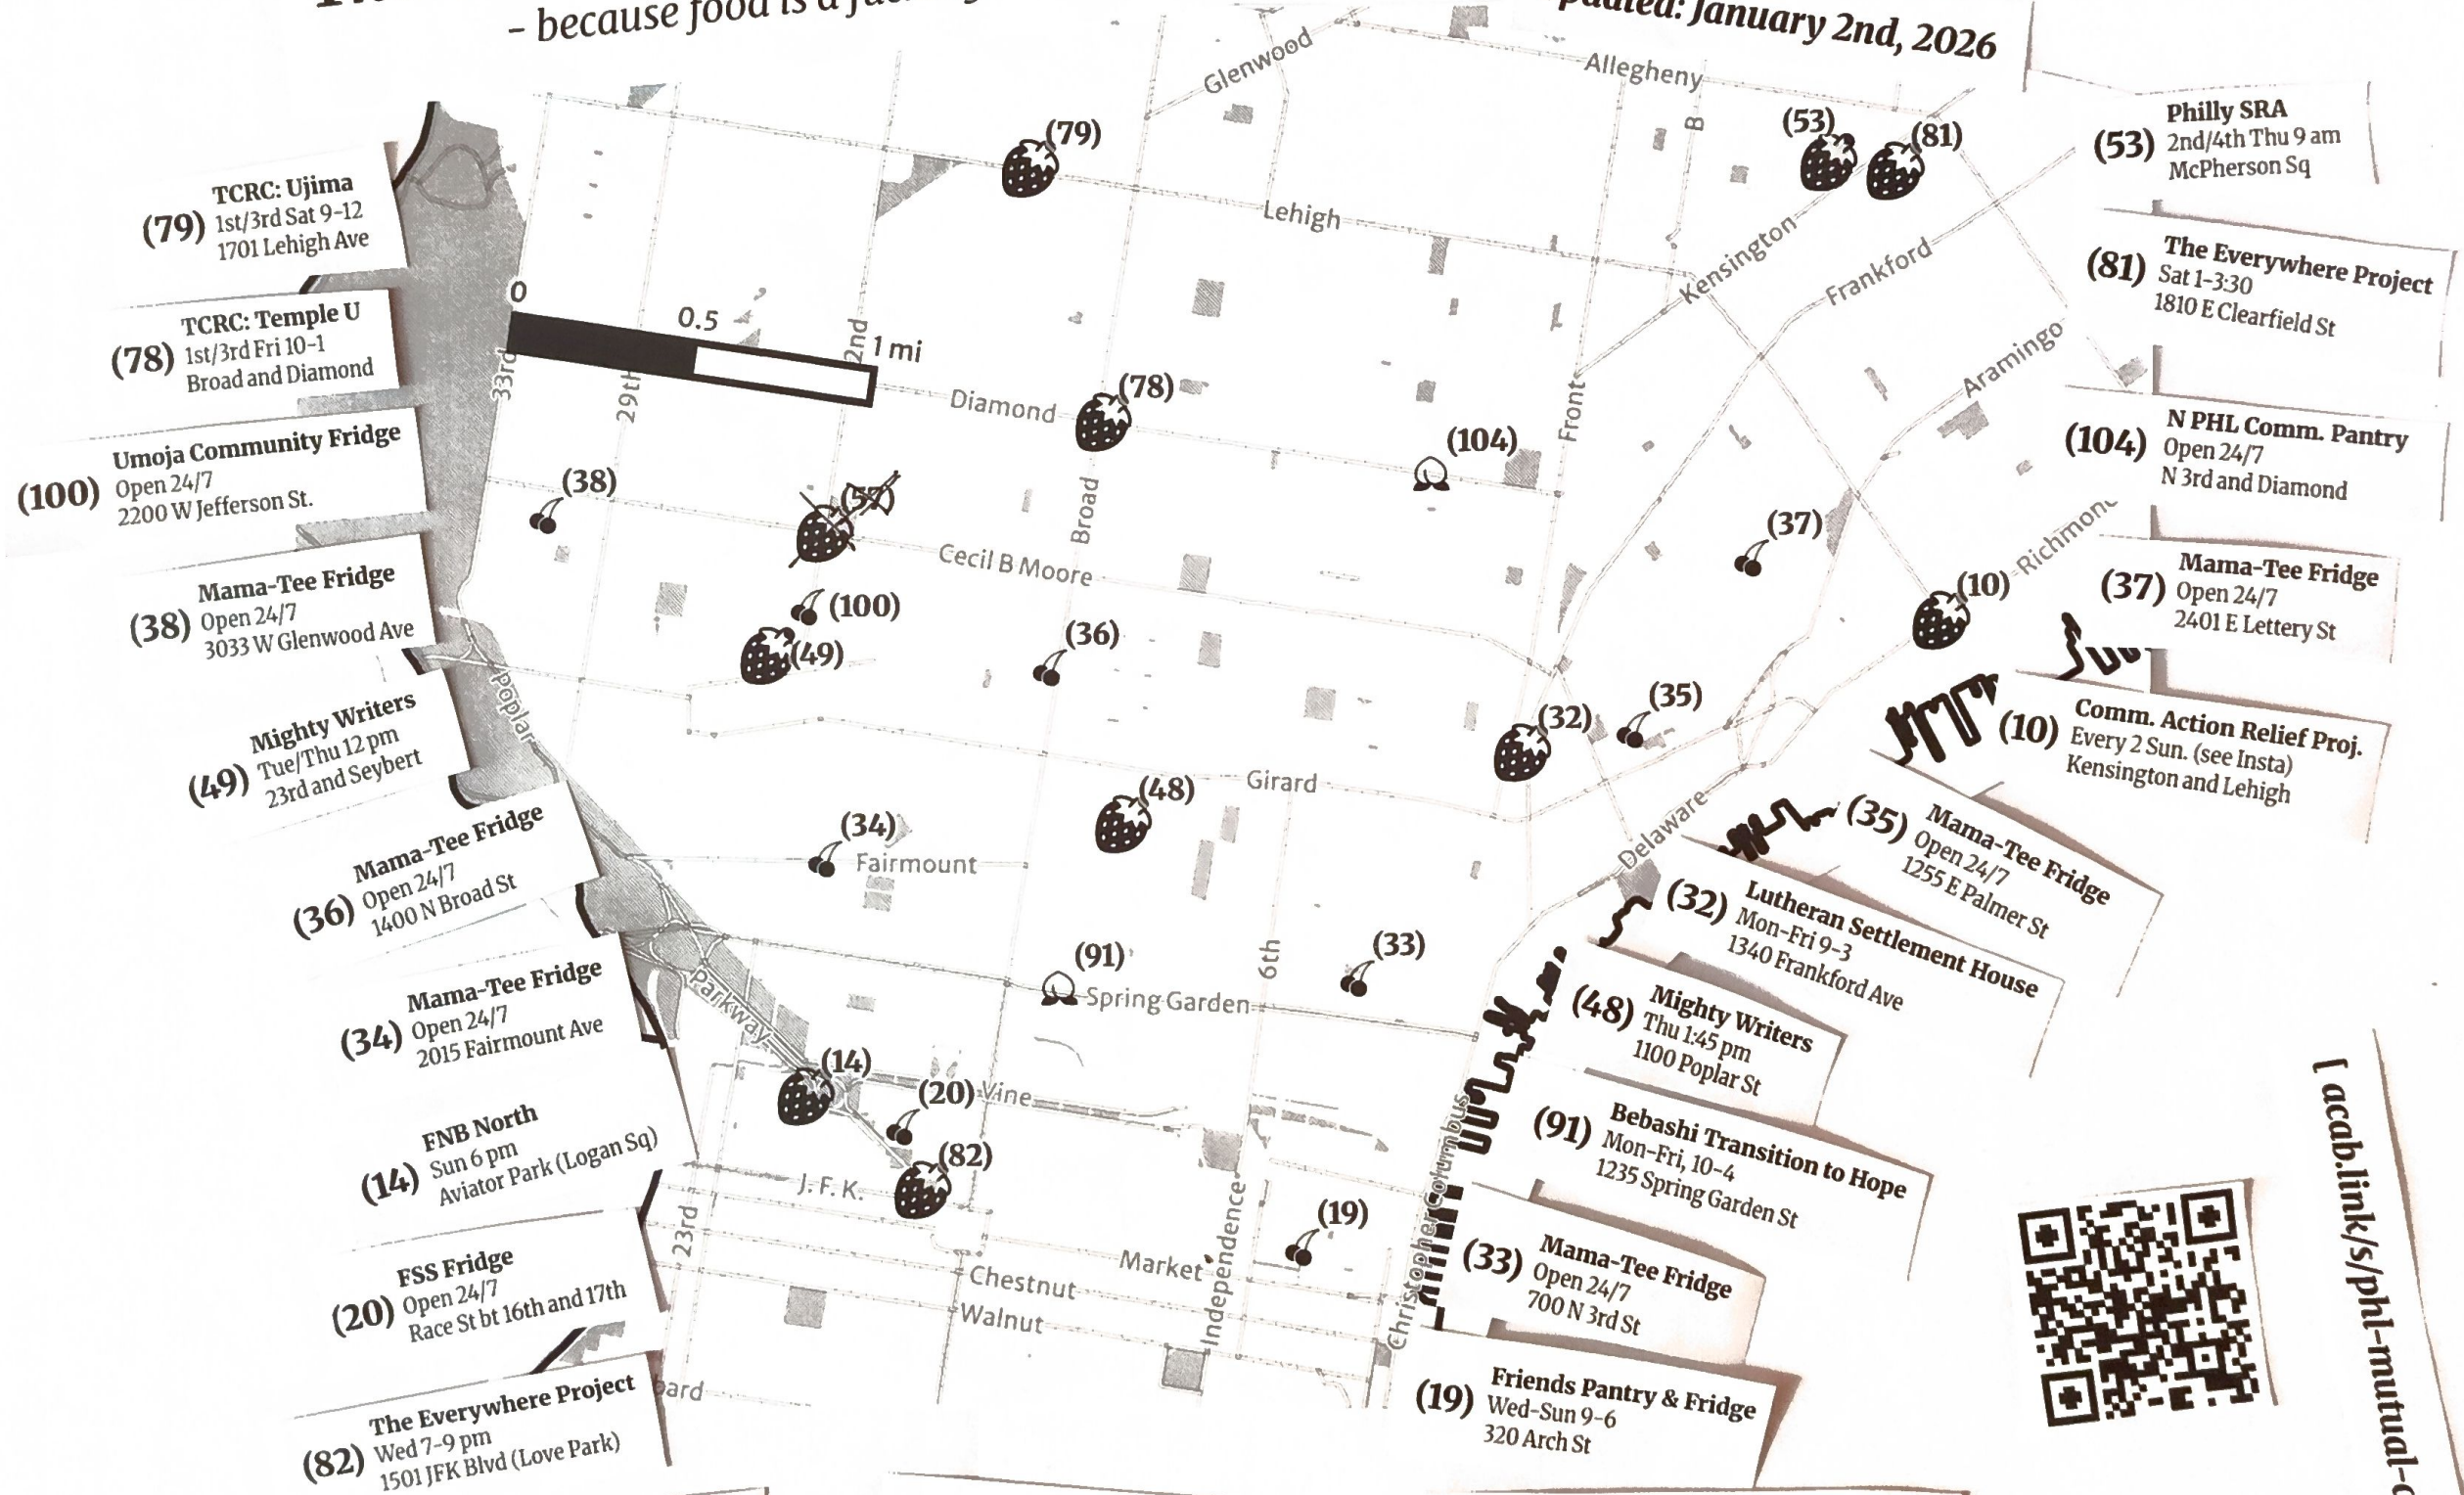 - because food is a
January 2nd, 2026
Glenwood
Allegheny
B
(79)
(53)
(81)
Lehigh
Kensington
Frankford
Aramingo
0
0.5
1 mi
33rd
29th
2nd
Diamond
(78)
(104)
Front
(38)
(57)
Broad
Cecil B Moore
(37)
Richmond
(10)
(100)
(49)
(36)
Poplar
(35)
(32)
Girard
(48)
(34)
Fairmount
Delaware
(91)
6th
(33)
Spring Garden
Parkway
(14)
(20)
Vine
(82)
J.F.K.
23rd
(19)
Market
Independence
Christopher Columbus
Chestnut
Walnut
TCRC: Ujima
(79) 1st/3rd Sat 9-12
1701 Lehigh Ave
TCRC: Temple U
(78) 1st/3rd Fri 10-1
Broad and Diamond
Umoja Community Fridge
(100) Open 24/7
2200 W Jefferson St.
Mama-Tee Fridge
(38) Open 24/7
3033 W Glenwood Ave
Mighty Writers
(49) Tue/Thu 12 pm
23rd and Seybert
Mama-Tee Fridge
(36) Open 24/7
1400 N Broad St
Mama-Tee Fridge
(34) Open 24/7
2015 Fairmount Ave
FNB North
(14) Sun 6 pm
Aviator Park (Logan Sq)
FSS Fridge
(20) Open 24/7
Race St bt 16th and 17th
The Everywhere Project
(82) Wed 7-9 pm
1501 JFK Blvd (Love Park)
Philly SRA
(53) 2nd/4th Thu 9 am
McPherson Sq
The Everywhere Project
(81) Sat 1-3:30
1810 E Clearfield St
N PHL Comm. Pantry
(104) Open 24/7
N 3rd and Diamond
Mama-Tee Fridge
(37) Open 24/7
2401 E Lettery St
Comm. Action Relief Proj.
(10) Every 2 Sun. (see Insta)
Kensington and Lehigh
Mama-Tee Fridge
(35) Open 24/7
1255 E Palmer St
Lutheran Settlement House
(32) Mon-Fri 9-3
1340 Frankford Ave
Mighty Writers
(48) Thu 1:45 pm
1100 Poplar St
Bebashi Transition to Hope
(91) Mon-Fri, 10-4
1235 Spring Garden St
Mama-Tee Fridge
(33) Open 24/7
700 N 3rd St
Friends Pantry & Fridge
(19) Wed-Sun 9-6
320 Arch St
[ acab.link/s/phl-mutual-